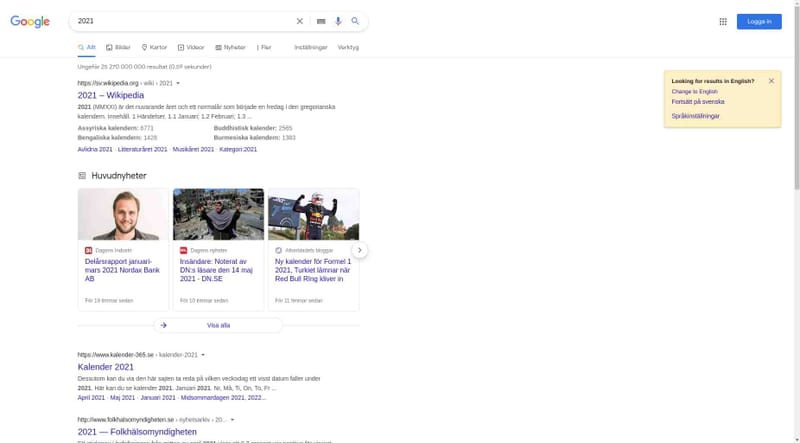 Google
2021
Logga in
Allt Bilder Kartor Videor Nyheter Fler Inställningar Verktyg
Ungefär 25 270 000 000 resultat (0,69 sekunder)
Looking for results in English?
Change to English
Fortsätt på svenska
Språkinställningar
https://sv.wikipedia.org › wiki › 2021
2021 – Wikipedia
2021 (MMXXI) är det nuvarande året och ett normalår som började en fredag i den gregorianska
kalendern. Innehåll. 1 Händelser. 1.1 Januari; 1.2 Februari; 1.3 ...
Assyriska kalendern: 6771 Buddhistisk kalender: 2565
Bengaliska kalendern: 1428 Burmesiska kalendern: 1383
Avlidna 2021 · Litteraturåret 2021 · Musikåret 2021 · Kategori:2021
Huvudnyheter
Dagens Industri
Delårsrapport januari-
mars 2021 Nordax Bank
AB
För 19 timmar sedan
Dagens nyheter
Insändare: Noterat av
DN:s läsare den 14 maj
2021 - DN.SE
För 10 timmar sedan
Aftonbladets bloggar
Ny kalender för Formel 1
2021, Turkiet lämnar när
Red Bull Ring kliver in
För 11 timmar sedan
Visa alla
https://www.kalender-365.se › kalender-2021
Kalender 2021
Dessutom kan du via den här sajten ta reda på vilken veckodag ett visst datum faller under
2021. Här kan du se kalender 2021. Januari 2021. Nr, Må, Ti, On, To, Fr ...
April 2021 · Maj 2021 · Januari 2021 · Midsommardagen 2021, 2022...
http://www.folkhalsomyndigheten.se › nyhetsarkiv › 20...
2021 — Folkhälsomyndigheten